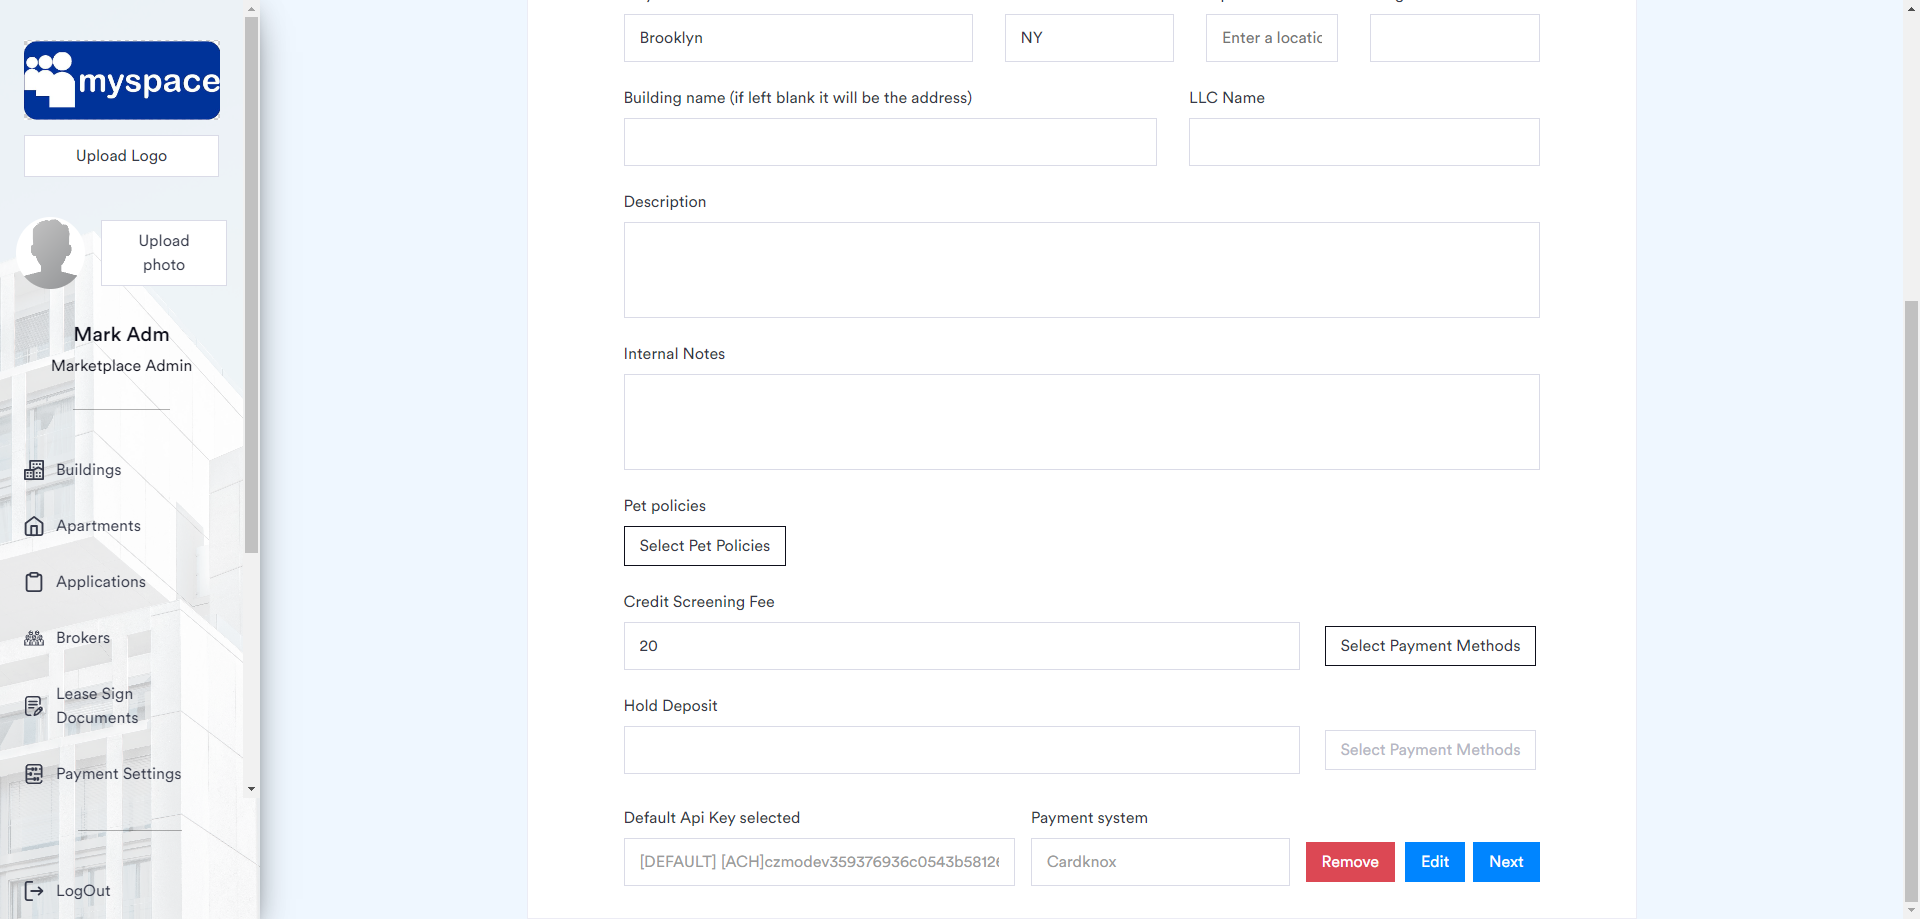 myspace
Upload Logo
Upload
photo
Mark Adm
Marketplace Admin
Buildings
Apartments
Applications
Brokers
Lease Sign
Documents
Payment Settings
LogOut
Brooklyn
NY
Enter a locatic
Building name (if left blank it will be the address)
LLC Name
Description
Internal Notes
Pet policies
Select Pet Policies
Credit Screening Fee
20
Select Payment Methods
Hold Deposit
Select Payment Methods
Default Api Key selected
Payment system
[DEFAULT] [ACH]czmodev359376936c0543b5812
Cardknox
Remove
Edit
Next